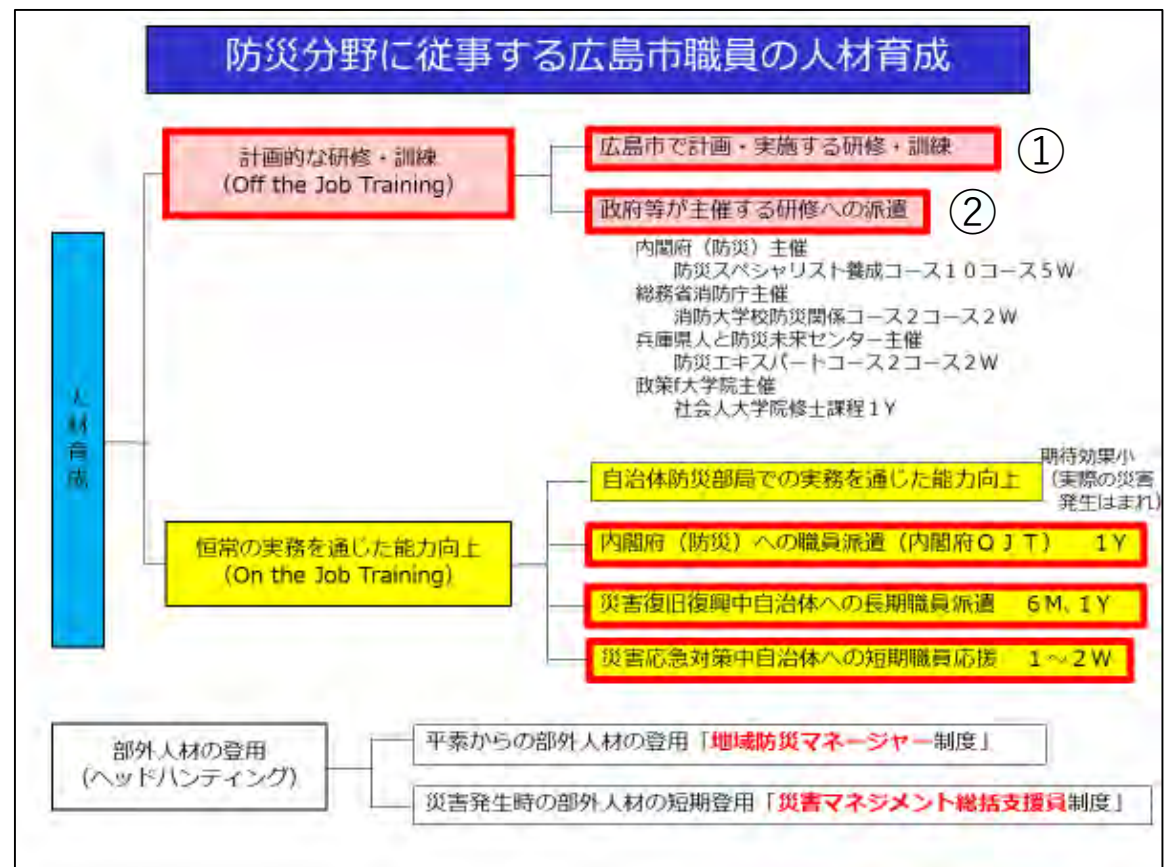 防災分野に従事する広島市職員の人材育成
計画的な研修・訓練
(Off the Job Training)
広島市で計画・実施する研修・訓練
①
政府等が主催する研修への派遣
②
内閣府（防災）主催
防災スペシャリスト養成コース１０コース５Ｗ
総務省消防庁主催
消防大学校防災関係コース２コース２Ｗ
兵庫県人と防災未来センター主催
防災エキスパートコース２コース２Ｗ
政策f大学院主催
社会人大学院修士課程１Ｙ
人材育成
恒常の実務を通じた能力向上
(On the Job Training)
自治体防災部局での実務を通じた能力向上
期待効果小
（実際の災害
発生はまれ）
内閣府（防災）への職員派遣（内閣府ＯＪＴ）　１Ｙ
災害復旧復興中自治体への長期職員派遣　６Ｍ、１Ｙ
災害応急対策中自治体への短期職員応援　１～２Ｗ
部外人材の登用
(ヘッドハンティング)
平素からの部外人材の登用「地域防災マネージャー制度」
災害発生時の部外人材の短期登用「災害マネジメント総括支援員制度」